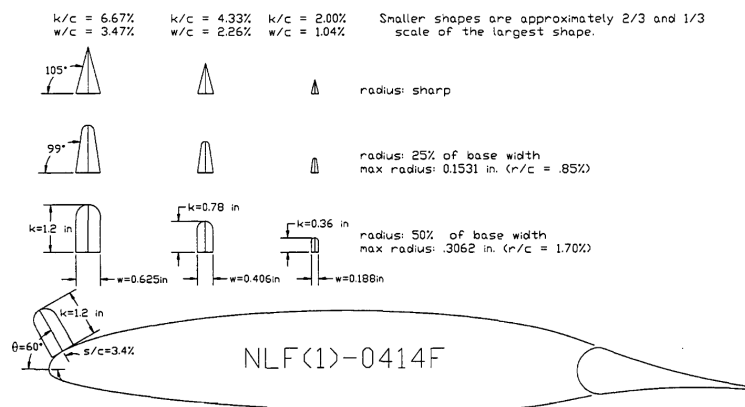 k/c = 6.67% k/c = 4.33% k/c = 2.00% Smaller shapes are approximately 2/3 and 1/3
w/c = 3.47% w/c = 2.26% w/c = 1.04% scale of the largest shape.
105°
radius: sharp
99°
radius: 25% of base width
max radius: 0.1531 in. (r/c = .85%)
k=1.2 in
k=0.78 in
k=0.36 in
radius: 50% of base width
max radius: .3062 in. (r/c = 1.70%)
w=0.625in w=0.406in w=0.188in
k=1.2 in
θ=60°
s/c=3.4%
NLF(1)-0414F